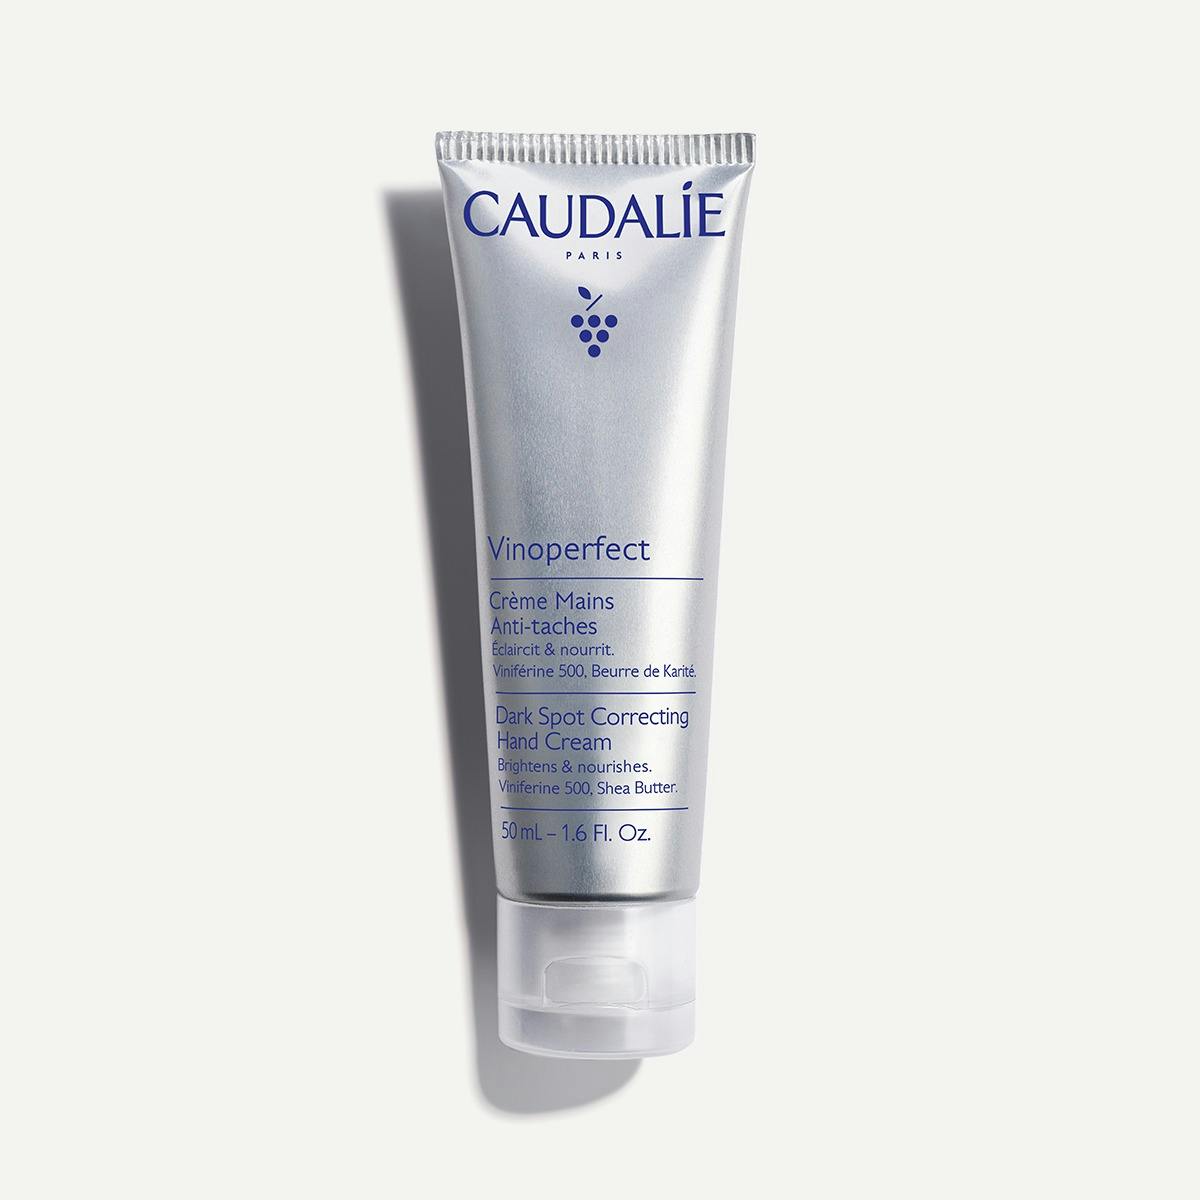 CAUDALÍE
PARIS
Vinoperfect
Crème Mains
Anti-taches
Éclaircit & nourrit.
Viniférine 500, Beurre de Karité.
Dark Spot Correcting
Hand Cream
Brightens & nourishes.
Viniferine 500, Shea Butter.
50 mL – 1.6 Fl. Oz.